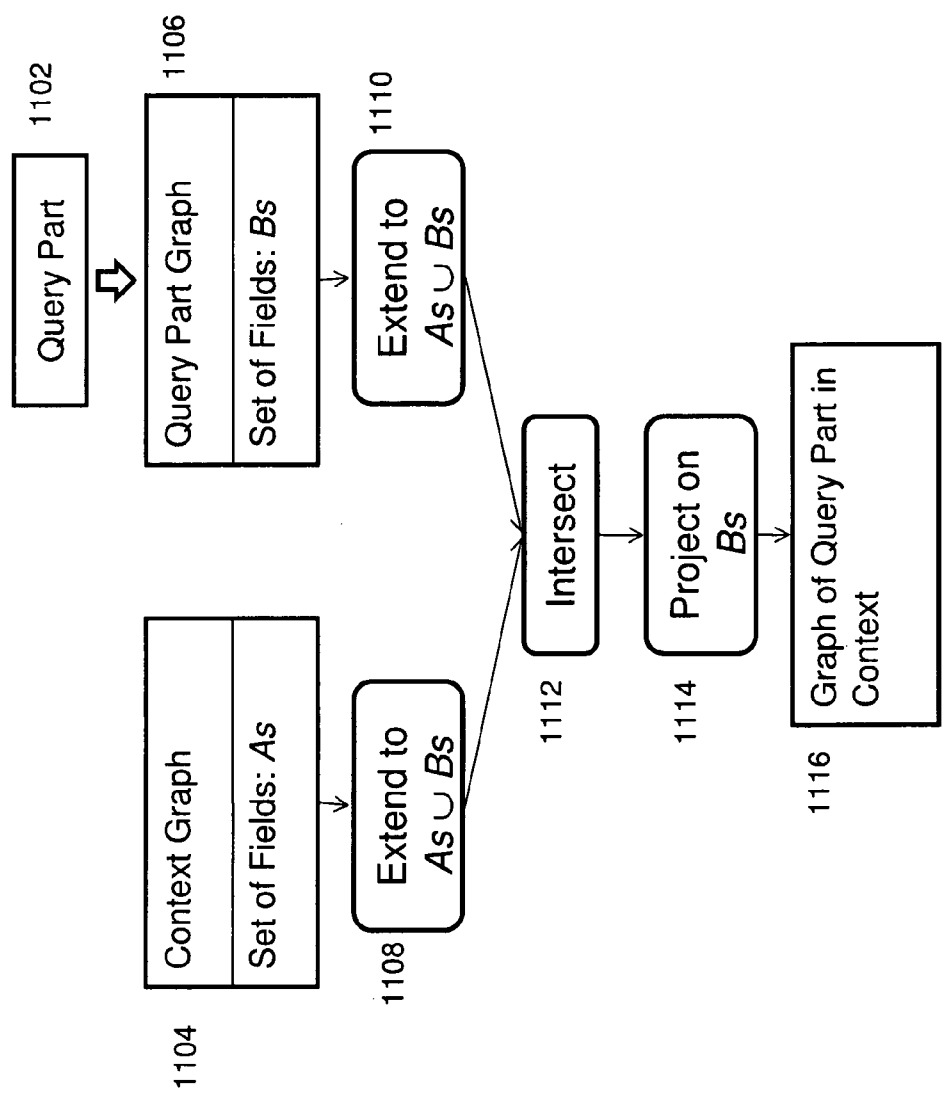 Query Part
1102
Context Graph
Set of Fields: As
1104
Query Part Graph
Set of Fields: Bs
1106
Extend to
As ∪ Bs
1108
Extend to
As ∪ Bs
1110
Intersect
1112
Project on
Bs
1114
Graph of Query Part in
Context
1116